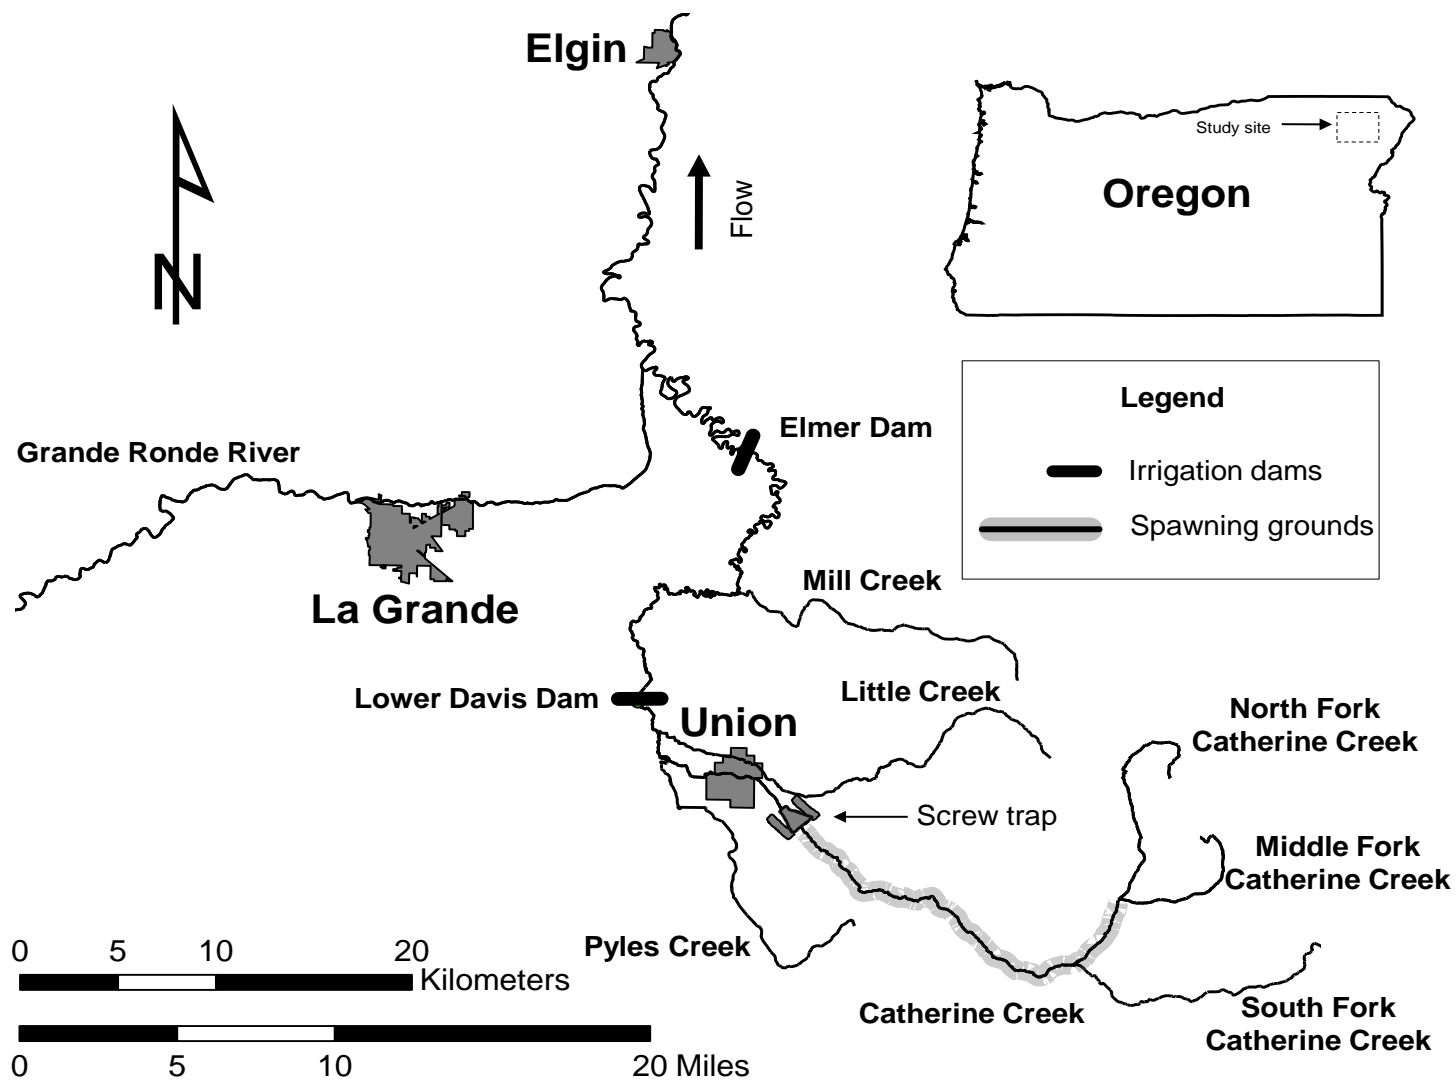 Elgin
Study site
Oregon
Flow
N
Legend
Irrigation dams
Spawning grounds
Elmer Dam
Grande Ronde River
La Grande
Mill Creek
Little Creek
Lower Davis Dam
Union
North Fork
Catherine Creek
Screw trap
Middle Fork
Catherine Creek
Pyles Creek
Catherine Creek
South Fork
Catherine Creek
0 5 10 20
Kilometers
0 5 10 20 Miles